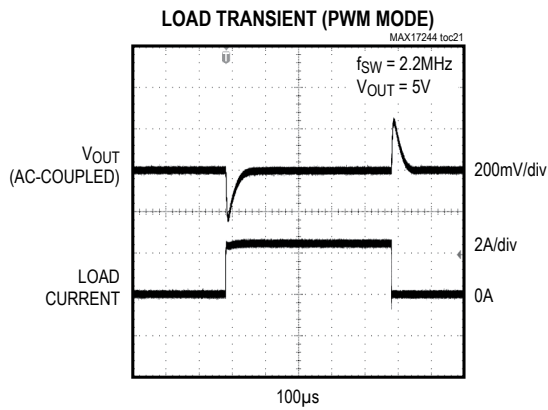 LOAD TRANSIENT (PWM MODE)
MAX17244 toc21
fSW = 2.2MHz
VOUT = 5V
VOUT
(AC-COUPLED)
200mV/div
2A/div
LOAD
CURRENT
0A
100µs